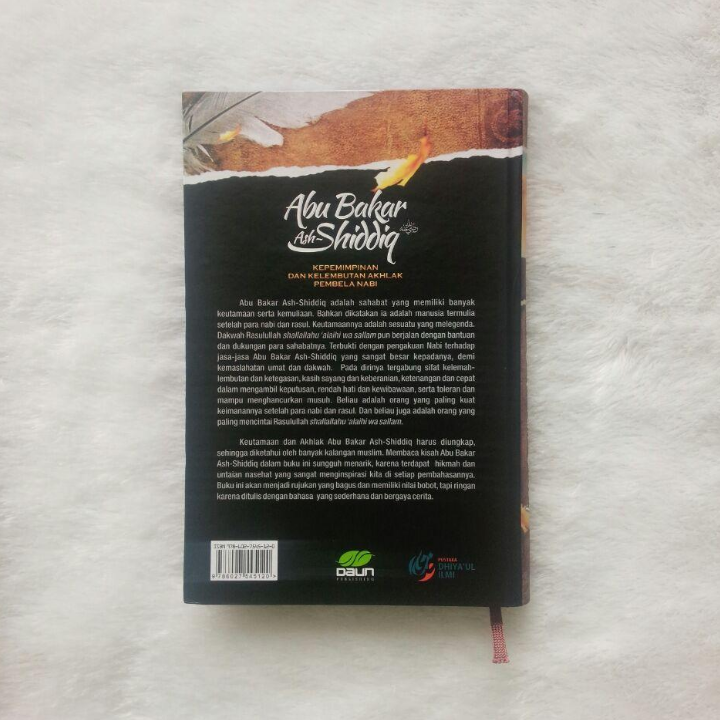 Abu Bakar
Ash-Shiddiq
KEPEMIMPINAN
DAN KELEMBUTAN AKHLAK
PEMBELA NABI
Abu Bakar Ash-Shiddiq adalah sahabat yang memiliki banyak
keutamaan serta kemuliaan. Bahkan dikatakan ia adalah manusia termulia
setelah para nabi dan rasul. Keutamaannya adalah sesuatu yang melegenda.
Dakwah Rasulullah shallallahu 'alaihi wa sallam pun berjalan dengan bantuan
dan dukungan para sahabatnya. Terbukti dengan pengakuan Nabi terhadap
jasa-jasa Abu Bakar Ash-Shiddiq yang sangat besar kepadanya, demi
kemaslahatan umat dan dakwah. Pada dirinya tergabung sifat kelemah-
lembutan dan ketegasan, kasih sayang dan keberanian, ketenangan dan cepat
dalam mengambil keputusan, rendah hati dan kewibawaan, serta toleran dan
mampu menghancurkan musuh. Beliau adalah orang yang paling kuat
keimanannya setelah para nabi dan rasul. Dan beliau juga adalah orang yang
paling mencintai Rasulullah shallallahu 'alaihi wa sallam.
Keutamaan dan Akhlak Abu Bakar Ash-Shiddiq harus diungkap,
sehingga diketahui oleh banyak kalangan muslim. Membaca kisah Abu Bakar
Ash-Shiddiq dalam buku ini sungguh menarik, karena terdapat hikmah dan
untaian nasehat yang sangat menginspirasi kita di setiap pembahasannya.
Buku ini akan menjadi rujukan yang bagus dan memiliki nilai bobot, tapi ringan
karena ditulis dengan bahasa yang sederhana dan bergaya cerita.
ISBN
DAUN
PUBLISHING
PUSTAKA
DHIYA'UL
ILMI